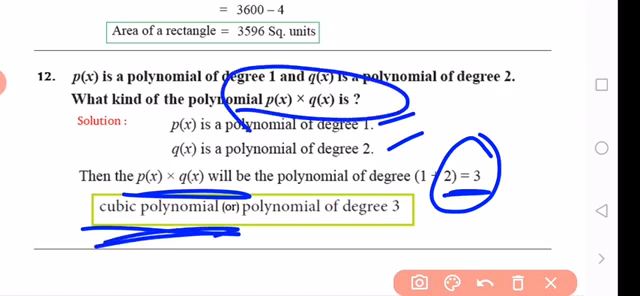 = 3600 – 4
Area of a rectangle = 3596 Sq. units
12. p(x) is a polynomial of degree 1 and q(x) is a polynomial of degree 2.
What kind of the polynomial p(x) × q(x) is ?
Solution : p(x) is a polynomial of degree 1.
q(x) is a polynomial of degree 2.
Then the p(x) × q(x) will be the polynomial of degree (1 + 2) = 3
cubic polynomial (or) polynomial of degree 3